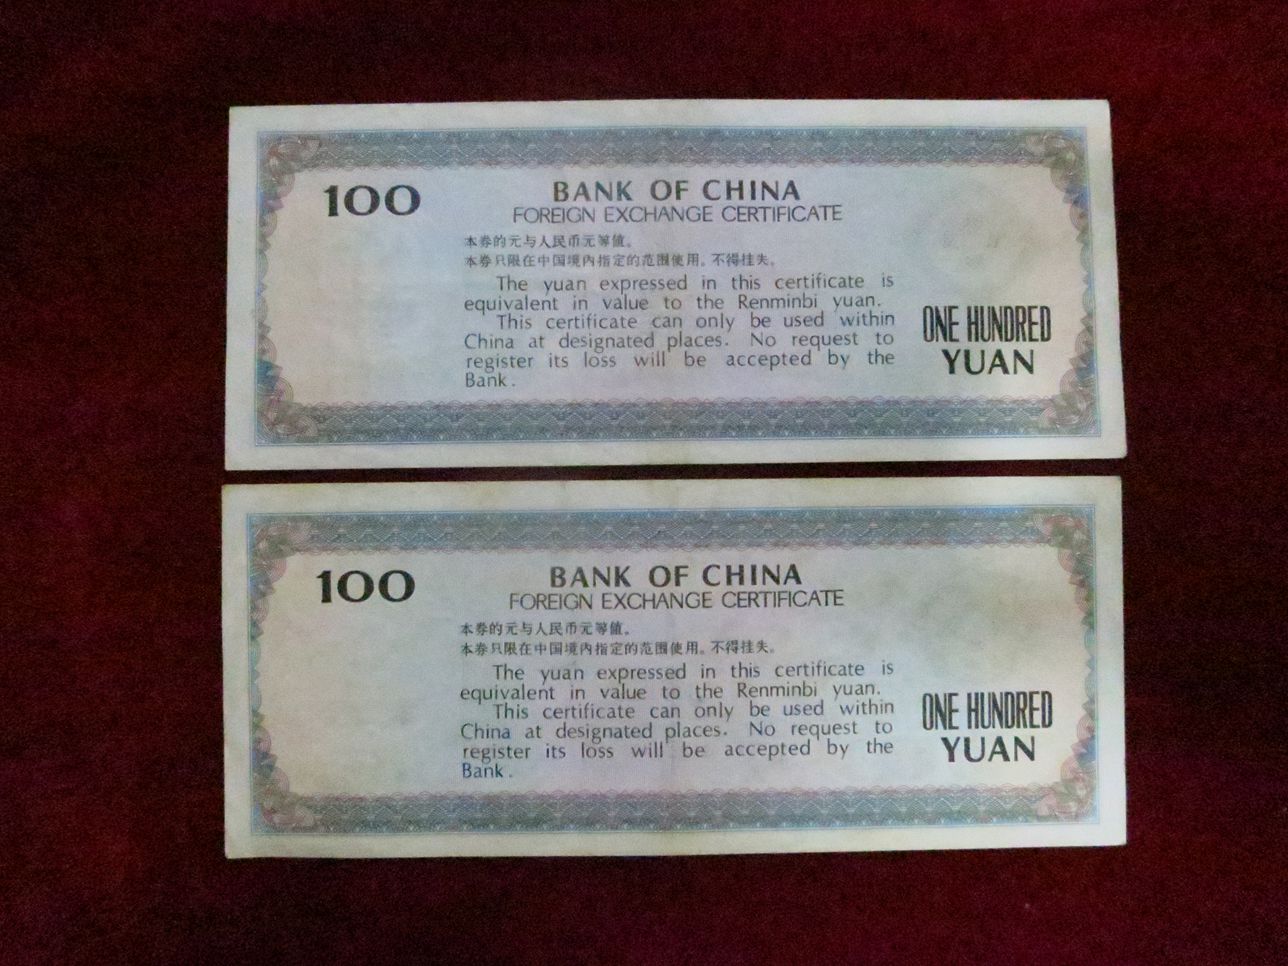 100
BANK OF CHINA
FOREIGN EXCHANGE CERTIFICATE
本券的元与人民币元等值。
本券只限在中国境内指定的范围使用。不得挂失。
The yuan expressed in this certificate is
equivalent in value to the Renminbi yuan.
This certificate can only be used within
China at designated places. No request to
register its loss will be accepted by the
Bank.
ONE HUNDRED
YUAN
100
BANK OF CHINA
FOREIGN EXCHANGE CERTIFICATE
本券的元与人民币元等值。
本券只限在中国境内指定的范围使用。不得挂失。
The yuan expressed in this certificate is
equivalent in value to the Renminbi yuan.
This certificate can only be used within
China at designated places. No request to
register its loss will be accepted by the
Bank.
ONE HUNDRED
YUAN